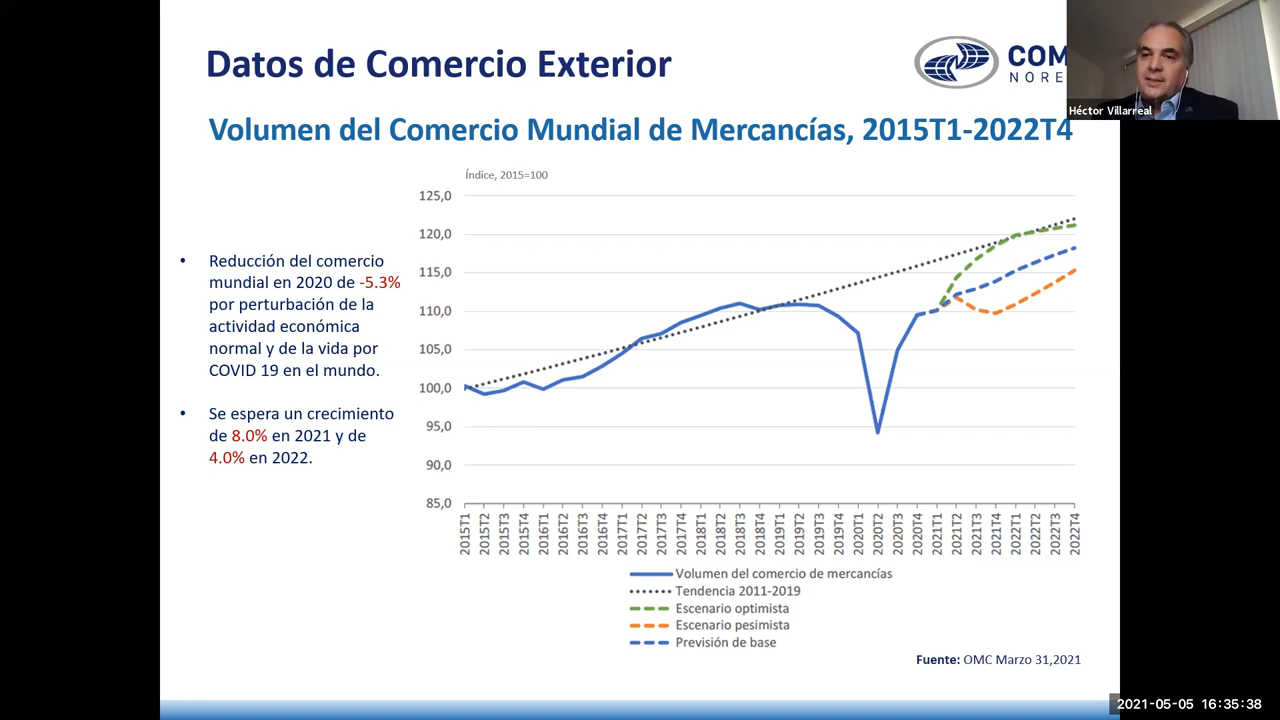 Datos de Comercio Exterior
COM
NORE
Héctor Villarreal
Volumen del Comercio Mundial de Mercancías, 2015T1-2022T4
Índice, 2015=100
• Reducción del comercio
mundial en 2020 de -5.3%
por perturbación de la
actividad económica
normal y de la vida por
COVID 19 en el mundo.
• Se espera un crecimiento
de 8.0% en 2021 y de
4.0% en 2022.
125,0
120,0
115,0
110,0
105,0
100,0
95,0
90,0
85,0
2015T1
2015T2
2015T3
2015T4
2016T1
2016T2
2016T3
2016T4
2017T1
2017T2
2017T3
2017T4
2018T1
2018T2
2018T3
2018T4
2019T1
2019T2
2019T3
2019T4
2020T1
2020T2
2020T3
2020T4
2021T1
2021T2
2021T3
2021T4
2022T1
2022T2
2022T3
2022T4
Volumen del comercio de mercancías
Tendencia 2011-2019
Escenario optimista
Escenario pesimista
Previsión de base
Fuente: OMC Marzo 31,2021
2021-05-05 16:35:38